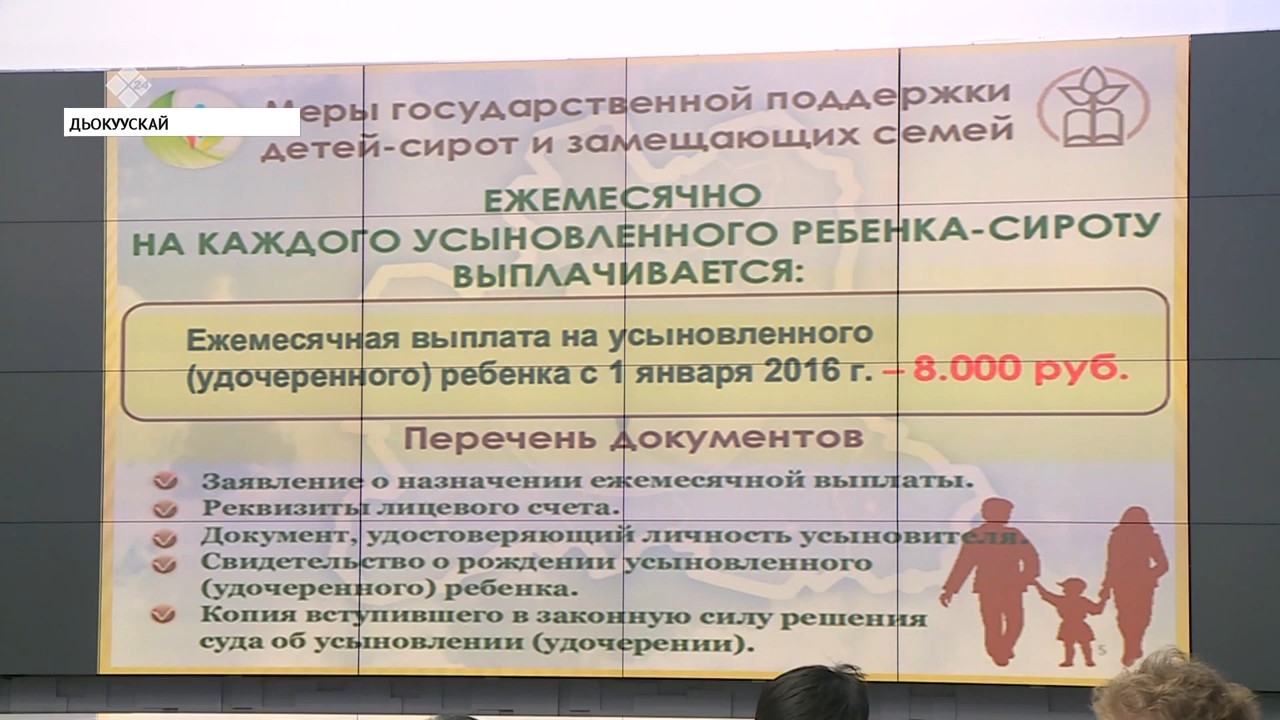 24
ДЬОКУУСКАЙ
Меры государственной поддержки
детей-сирот и замещающих семей
ЕЖЕМЕСЯЧНО
НА КАЖДОГО УСЫНОВЛЕННОГО РЕБЕНКА-СИРОТУ
ВЫПЛАЧИВАЕТСЯ:
Ежемесячная выплата на усыновленного
(удочеренного) ребенка с 1 января 2016 г. – 8.000 руб.
Перечень документов
Заявление о назначении ежемесячной выплаты.
Реквизиты лицевого счета.
Документ, удостоверяющий личность усыновителя.
Свидетельство о рождении усыновленного
(удочеренного) ребенка.
Копия вступившего в законную силу решения
суда об усыновлении (удочерении).
5